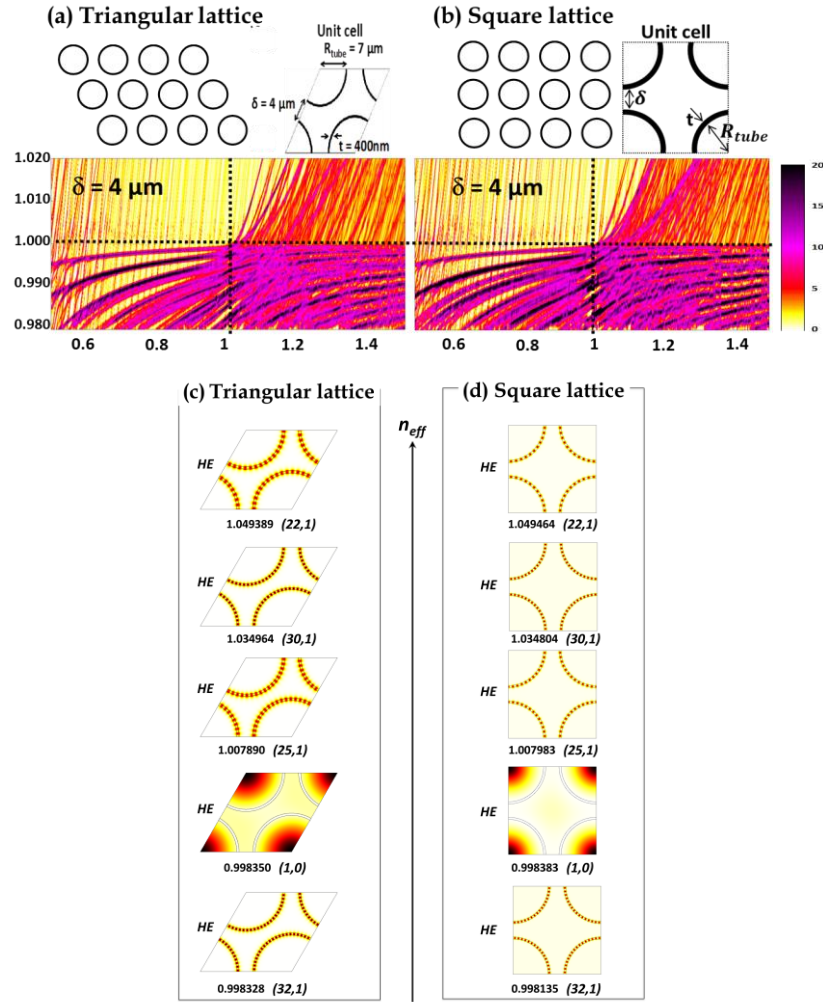 (a) Triangular lattice
(b) Square lattice
Unit cell
R_tube = 7 μm
δ = 4 μm
t = 400nm
Unit cell
δ
t
R_tube
1.020
1.010
1.000
0.990
0.980
δ = 4 μm
0.6 0.8 1 1.2 1.4
δ = 4 μm
0.6 0.8 1 1.2 1.4
20
15
10
5
0
(c) Triangular lattice
(d) Square lattice
n_eff
HE
1.049389 (22,1)
HE
1.034964 (30,1)
HE
1.007890 (25,1)
HE
0.998350 (1,0)
HE
0.998328 (32,1)
HE
1.049464 (22,1)
HE
1.034804 (30,1)
HE
1.007983 (25,1)
HE
0.998383 (1,0)
HE
0.998135 (32,1)